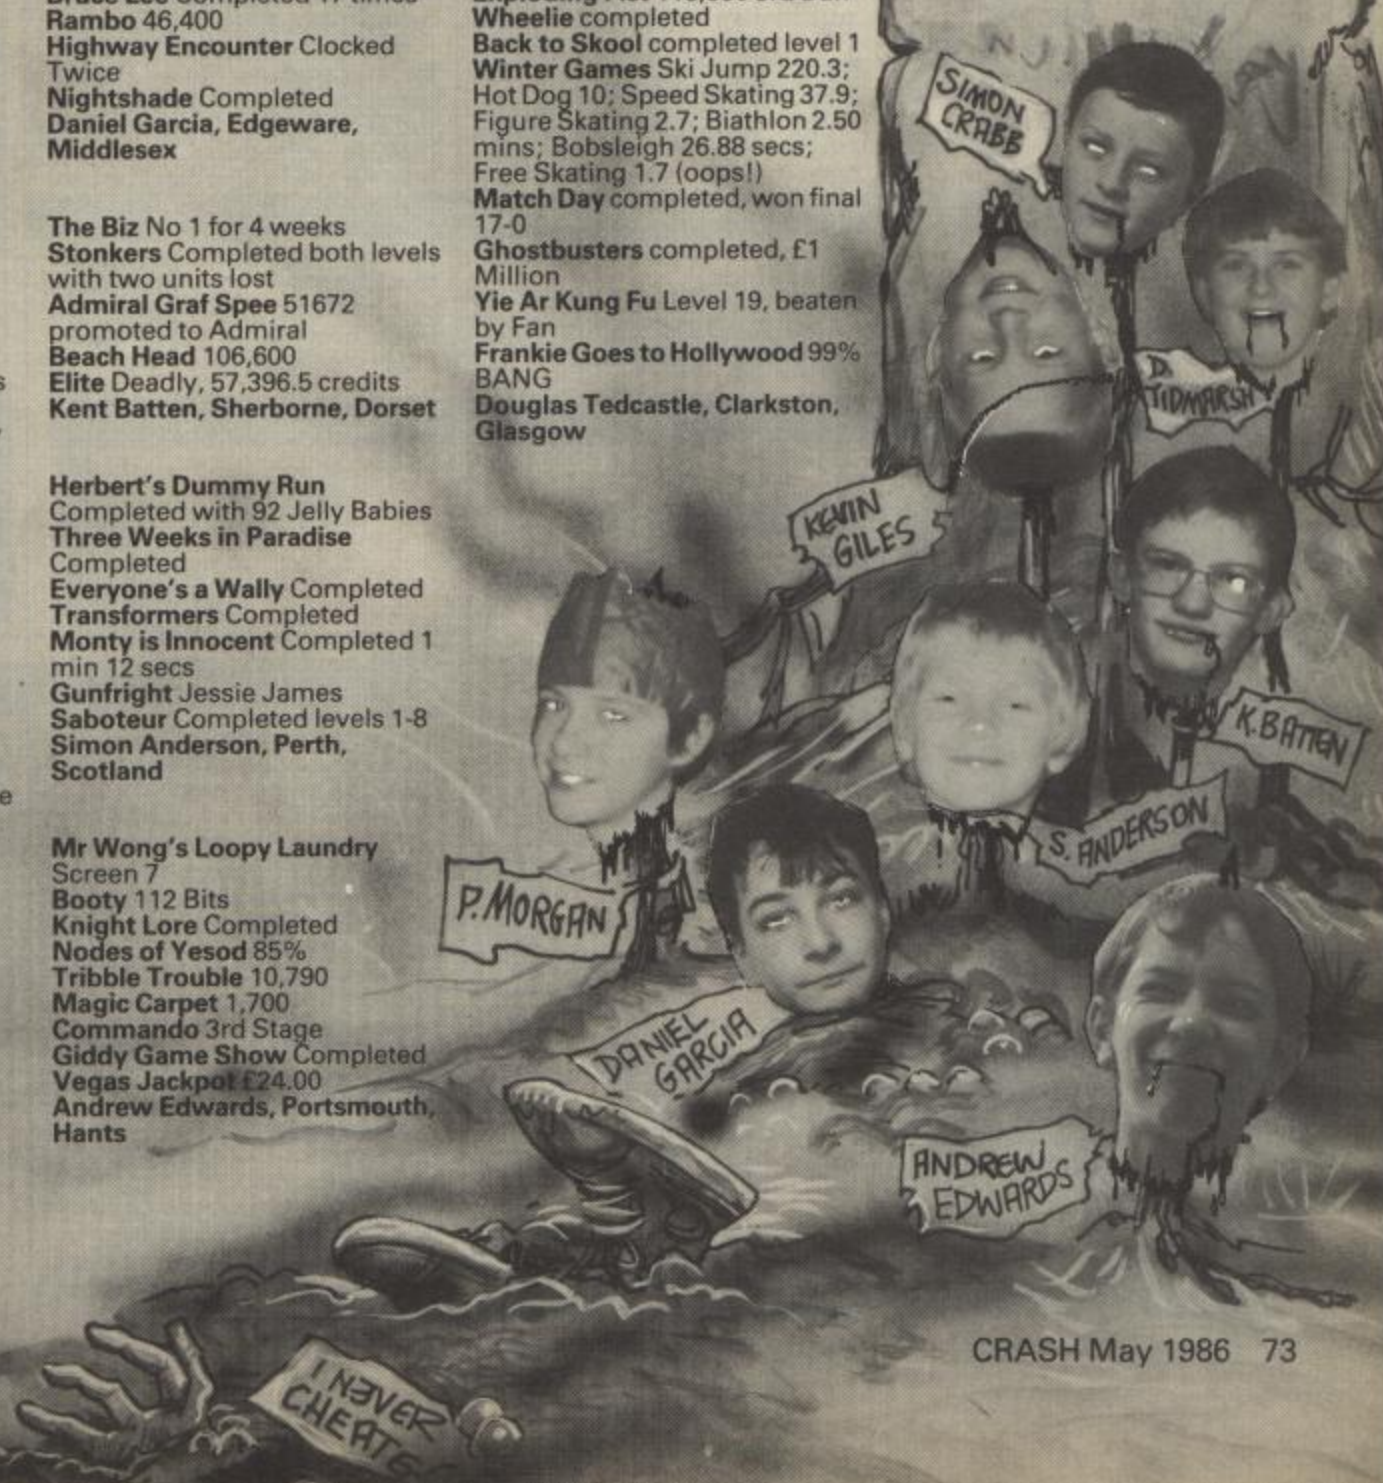 Rambo 46,400
Highway Encounter Clocked
Twice
Nightshade Completed
Daniel Garcia, Edgeware,
Middlesex
The Biz No 1 for 4 weeks
Stonkers Completed both levels
with two units lost
Admiral Graf Spee 51672
promoted to Admiral
Beach Head 106,600
Elite Deadly, 57,396.5 credits
Kent Batten, Sherborne, Dorset
Herbert's Dummy Run
Completed with 92 Jelly Babies
Three Weeks in Paradise
Completed
Everyone's a Wally Completed
Transformers Completed
Monty is Innocent Completed 1
min 12 secs
Gunfright Jessie James
Saboteur Completed levels 1-8
Simon Anderson, Perth,
Scotland
Mr Wong's Loopy Laundry
Screen 7
Booty 112 Bits
Knight Lore Completed
Nodes of Yesod 85%
Tribble Trouble 10,790
Magic Carpet 1,700
Commando 3rd Stage
Giddy Game Show Completed
Vegas Jackpot £24.00
Andrew Edwards, Portsmouth,
Hants
Wheelie completed
Back to Skool completed level 1
Winter Games Ski Jump 220.3;
Hot Dog 10; Speed Skating 37.9;
Figure Skating 2.7; Biathlon 2.50
mins; Bobsleigh 26.88 secs;
Free Skating 1.7 (oops!)
Match Day completed, won final
17-0
Ghostbusters completed, £1
Million
Yie Ar Kung Fu Level 19, beaten
by Fan
Frankie Goes to Hollywood 99%
BANG
Douglas Tedcastle, Clarkston,
Glasgow
SIMON
CRABB
D.
TIDMARSH
KEVIN
GILES
K. BATTEN
S. ANDERSON
P. MORGAN
DANIEL
GARCIA
ANDREW
EDWARDS
I NEVER
CHEATE
CRASH May 1986 73